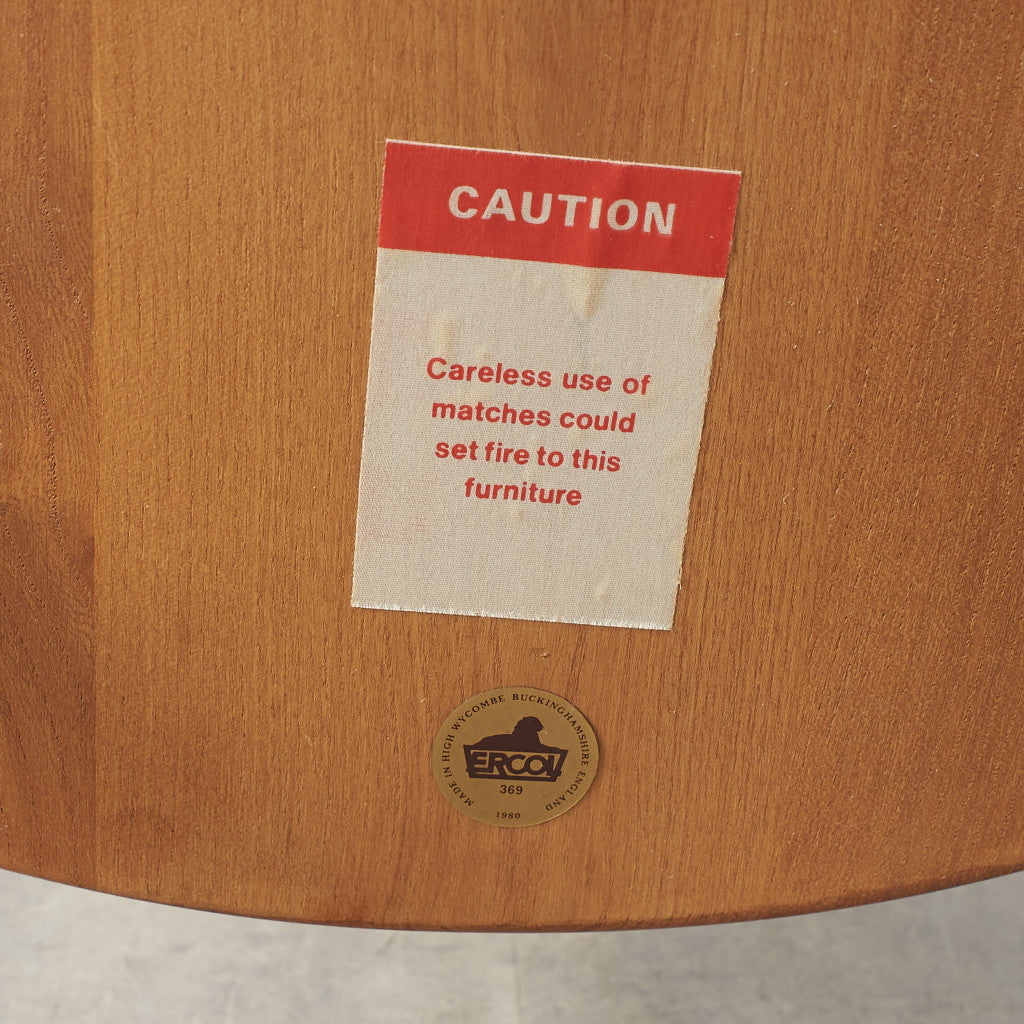 CAUTION
Careless use of
matches could
set fire to this
furniture
MADE IN HIGH WYCOMBE BUCKINGHAMSHIRE ENGLAND
ERCOL
369
1980